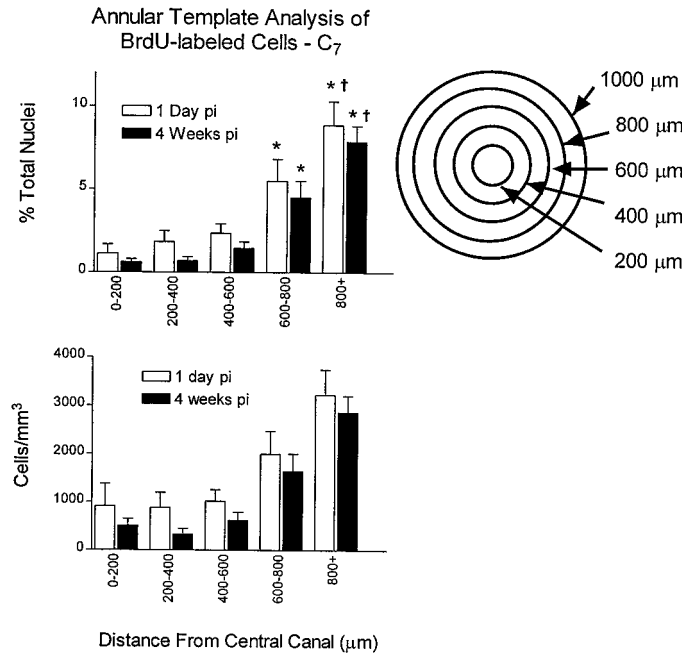 Annular Template Analysis of
BrdU-labeled Cells - C7
% Total Nuclei
10
5
0
1 Day pi
4 Weeks pi
*
*
* †
* †
0-200
200-400
400-600
600-800
800+
1000 µm
800 µm
600 µm
400 µm
200 µm
Cells/mm³
4000
3000
2000
1000
0
1 day pi
4 weeks pi
0-200
200-400
400-600
600-800
800+
Distance From Central Canal (µm)